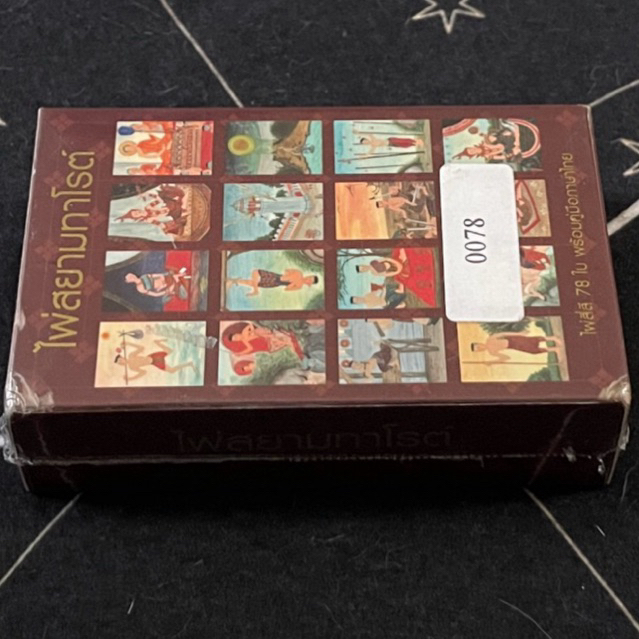 ไพ่สยามทาโรต์
0078
ไพ่สี่สี 78 ใบ พร้อมคู่มือภาษาไทย
ไพ่สยามทาโรต์